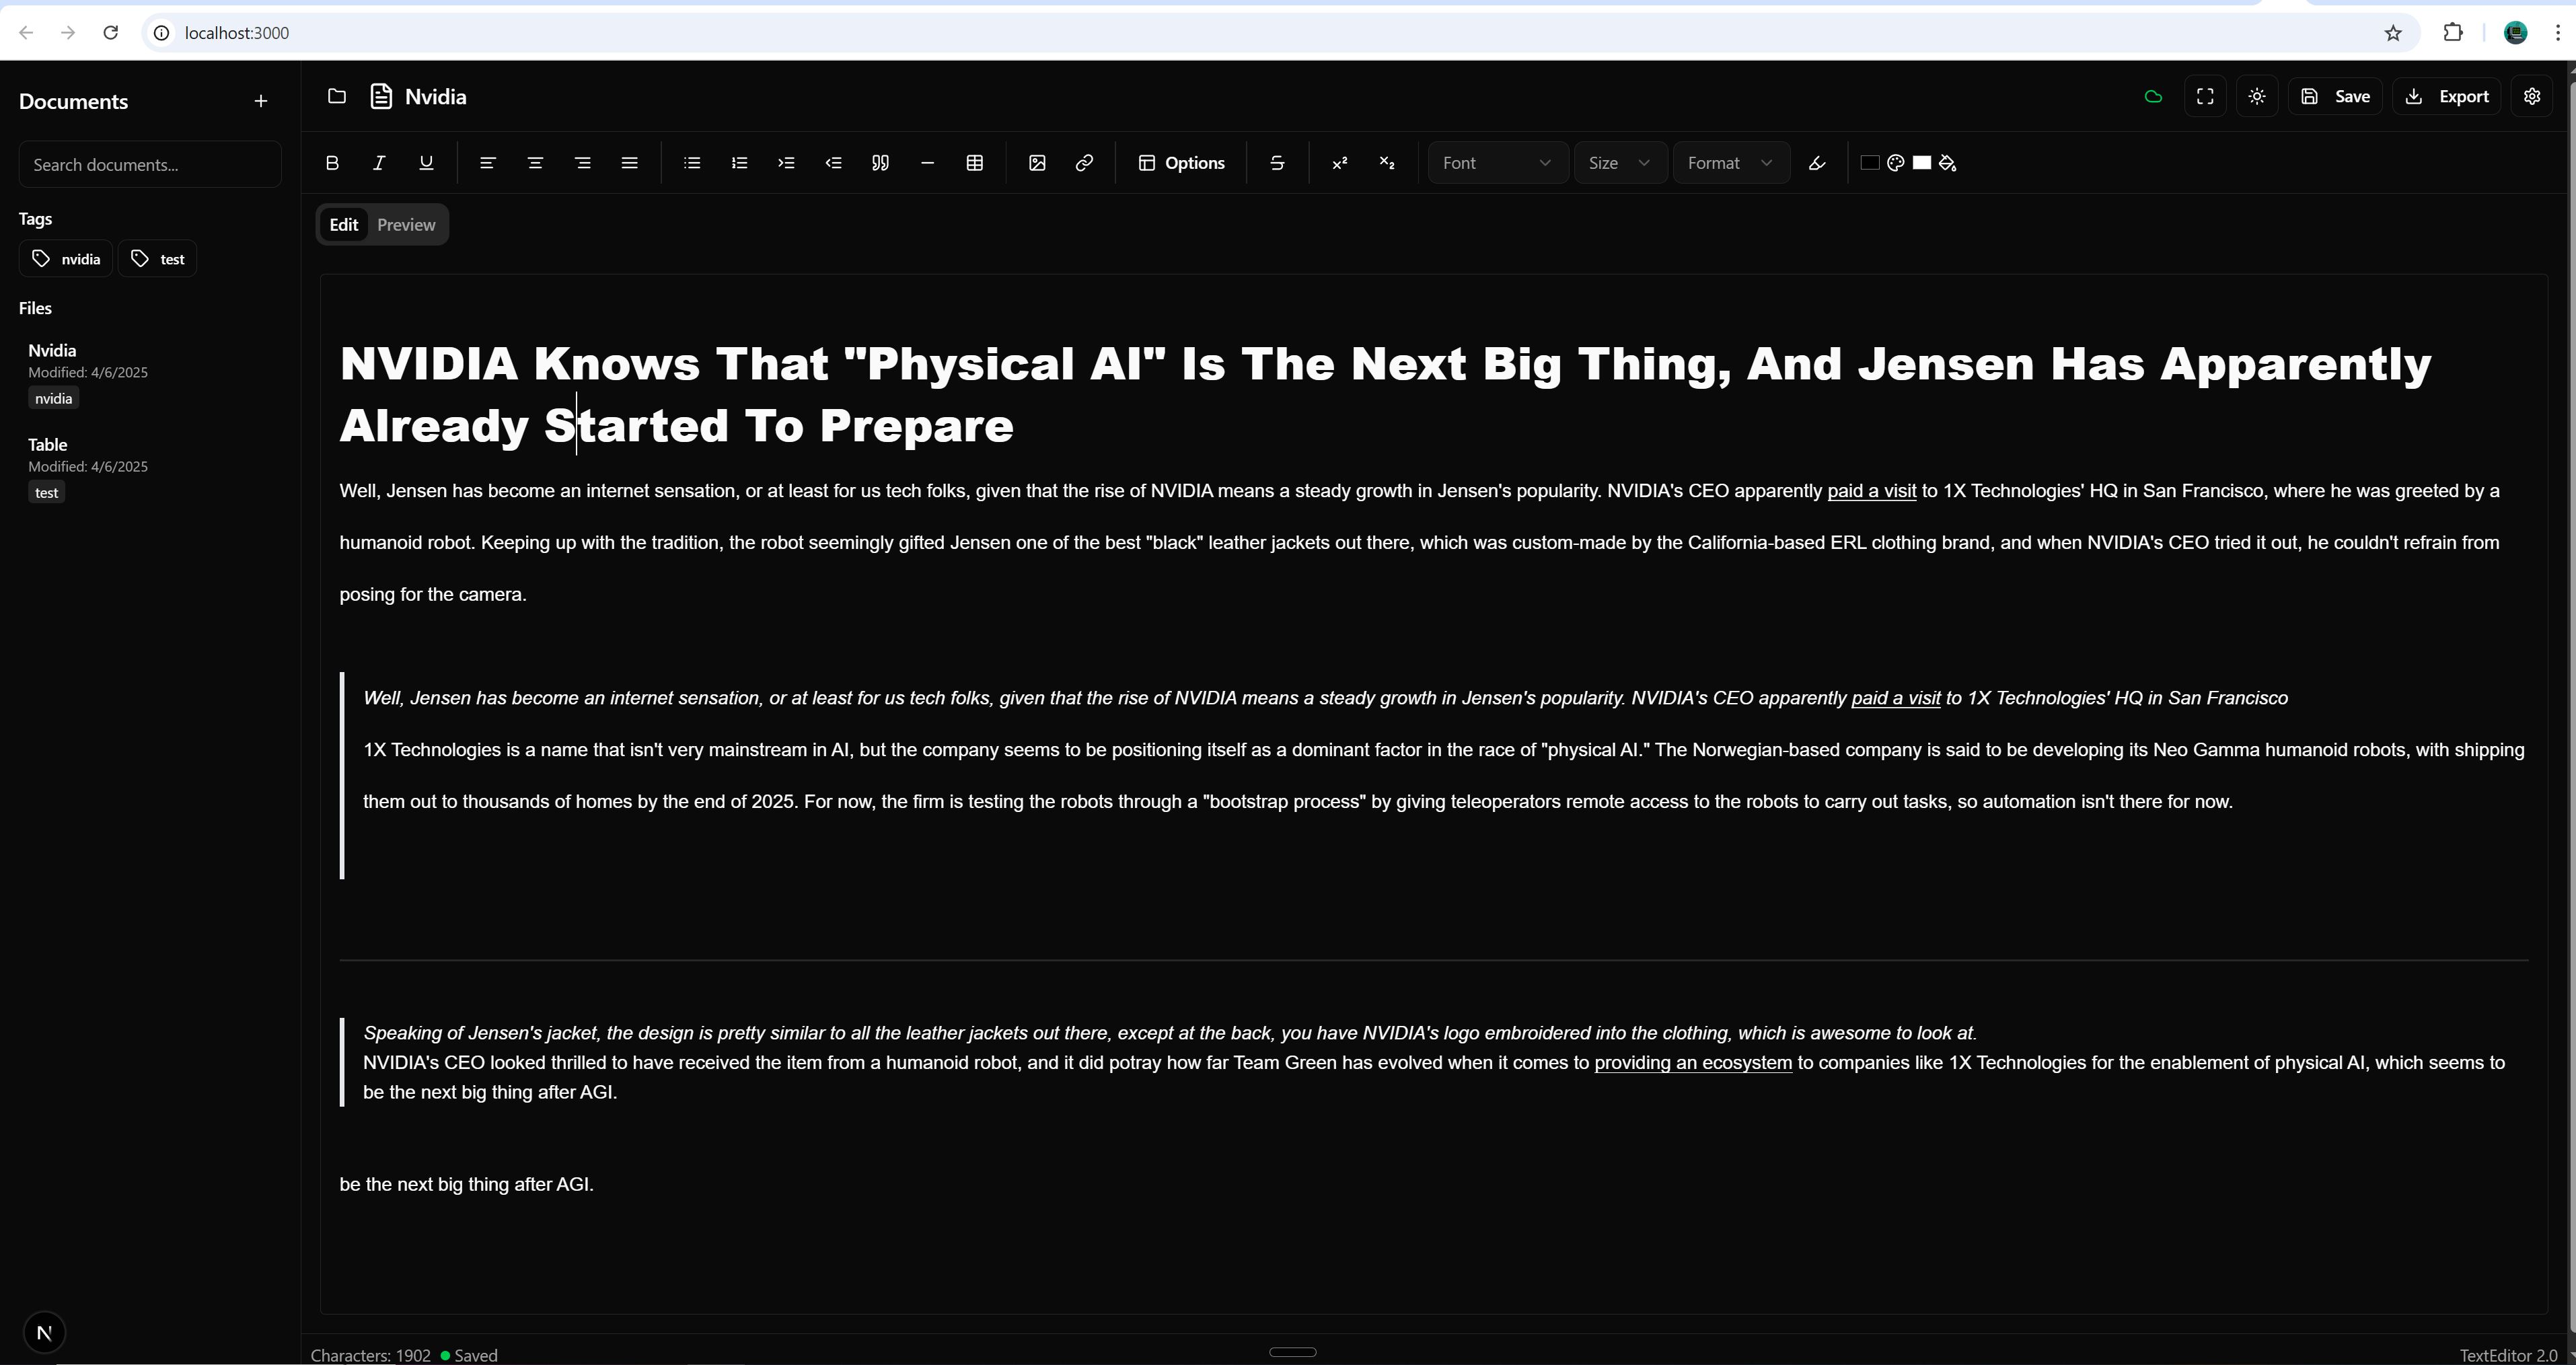 localhost:3000
Documents
Nvidia
Save
Export
Search documents...
Options
Font
Size
Format
Tags
nvidia
test
Edit
Preview
Files
Nvidia
Modified: 4/6/2025
nvidia
Table
Modified: 4/6/2025
test
NVIDIA Knows That "Physical AI" Is The Next Big Thing, And Jensen Has Apparently
Already Started To Prepare
Well, Jensen has become an internet sensation, or at least for us tech folks, given that the rise of NVIDIA means a steady growth in Jensen's popularity. NVIDIA's CEO apparently paid a visit to 1X Technologies' HQ in San Francisco, where he was greeted by a
humanoid robot. Keeping up with the tradition, the robot seemingly gifted Jensen one of the best "black" leather jackets out there, which was custom-made by the California-based ERL clothing brand, and when NVIDIA's CEO tried it out, he couldn't refrain from
posing for the camera.
Well, Jensen has become an internet sensation, or at least for us tech folks, given that the rise of NVIDIA means a steady growth in Jensen's popularity. NVIDIA's CEO apparently paid a visit to 1X Technologies' HQ in San Francisco
1X Technologies is a name that isn't very mainstream in AI, but the company seems to be positioning itself as a dominant factor in the race of "physical AI." The Norwegian-based company is said to be developing its Neo Gamma humanoid robots, with shipping
them out to thousands of homes by the end of 2025. For now, the firm is testing the robots through a "bootstrap process" by giving teleoperators remote access to the robots to carry out tasks, so automation isn't there for now.
Speaking of Jensen's jacket, the design is pretty similar to all the leather jackets out there, except at the back, you have NVIDIA's logo embroidered into the clothing, which is awesome to look at.
NVIDIA's CEO looked thrilled to have received the item from a humanoid robot, and it did potray how far Team Green has evolved when it comes to providing an ecosystem to companies like 1X Technologies for the enablement of physical AI, which seems to
be the next big thing after AGI.
be the next big thing after AGI.
N
Characters: 1902
Saved
TextEditor 2.0